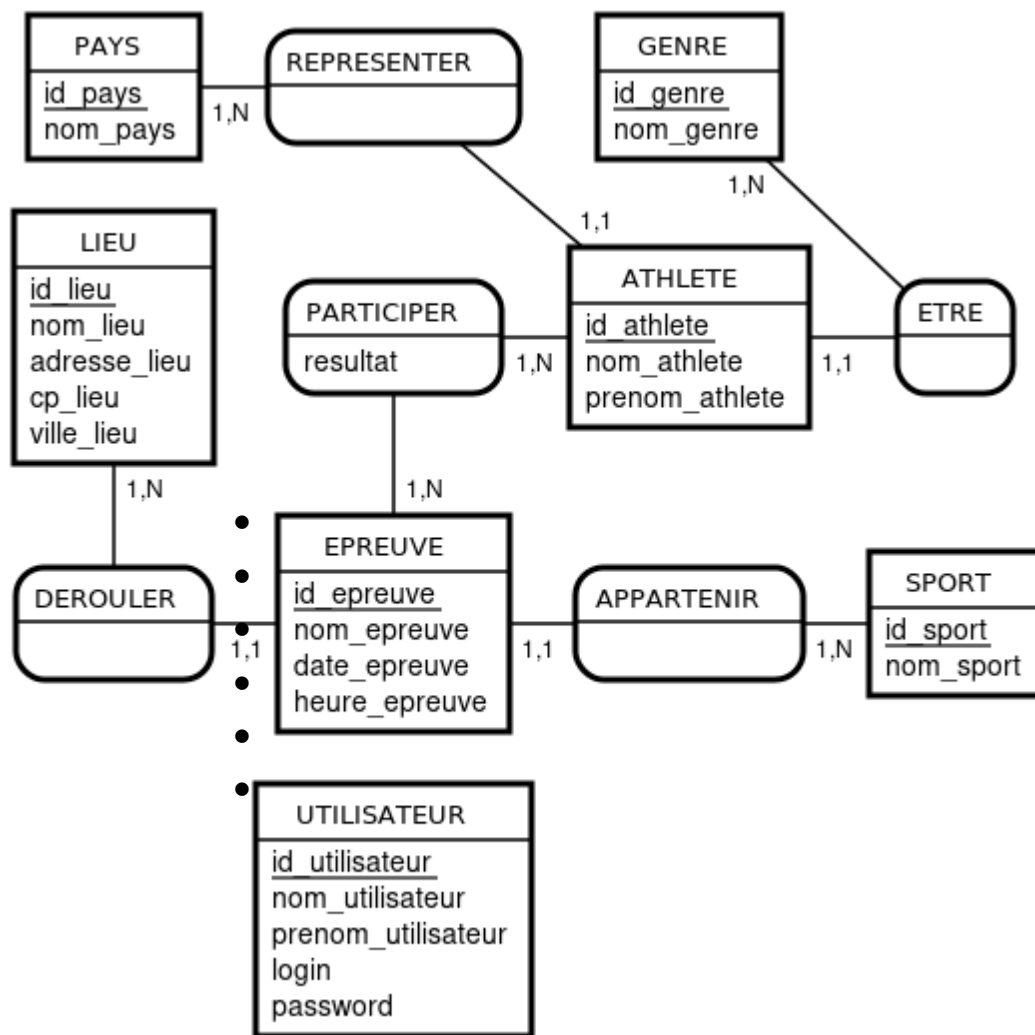 PAYS
id_pays
nom_pays
1,N
REPRESENTER
GENRE
id_genre
nom_genre
1,N
1,1
LIEU
id_lieu
nom_lieu
adresse_lieu
cp_lieu
ville_lieu
1,N
PARTICIPER
resultat
1,N
ATHLETE
id_athlete
nom_athlete
prenom_athlete
1,1
ETRE
1,N
DEROULER
1,1
EPREUVE
id_epreuve
nom_epreuve
date_epreuve
heure_epreuve
1,1
APPARTENIR
1,N
SPORT
id_sport
nom_sport
UTILISATEUR
id_utilisateur
nom_utilisateur
prenom_utilisateur
login
password